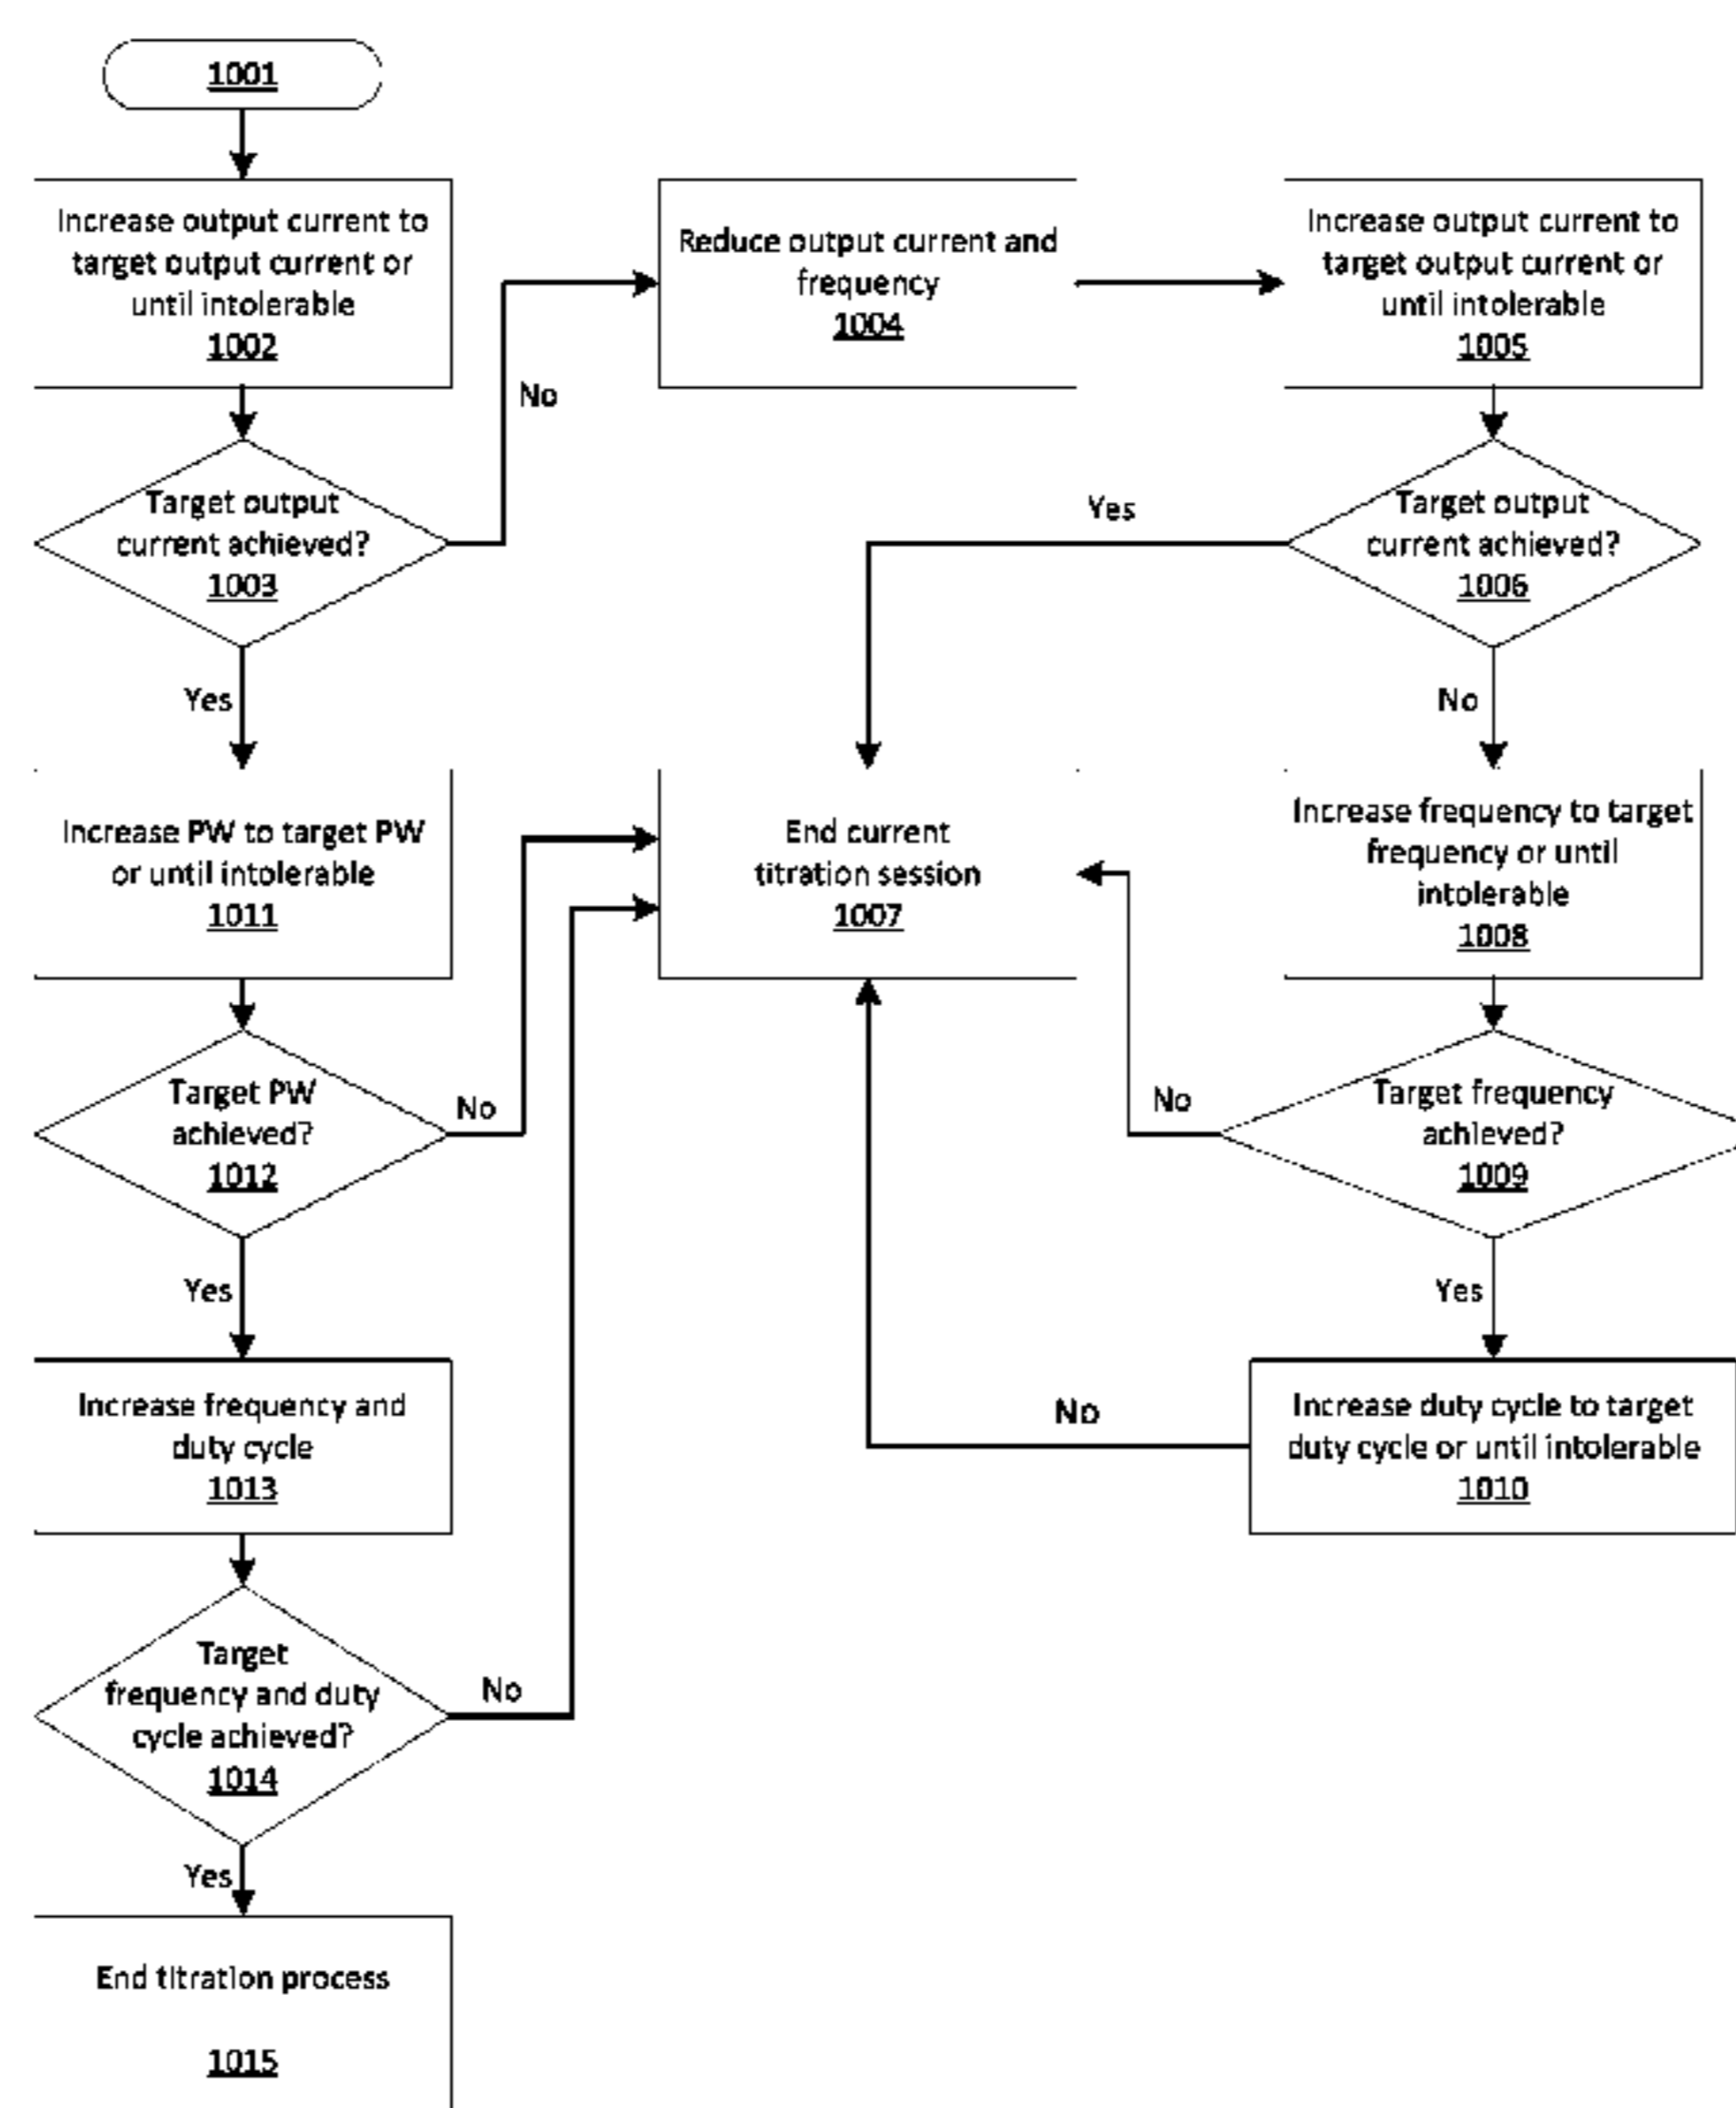 1001
Increase output current to
target output current or
until intolerable
1002
Target output
current achieved?
1003
No
Yes
Reduce output current and
frequency
1004
Increase output current to
target output current or
until intolerable
1005
Target output
current achieved?
1006
Yes
No
Increase PW to target PW
or until intolerable
1011
Target PW
achieved?
1012
No
Yes
End current
titration session
1007
Increase frequency to target
frequency or until
intolerable
1008
Target frequency
achieved?
1009
No
Yes
Increase duty cycle to target
duty cycle or until intolerable
1010
No
Increase frequency and
duty cycle
1013
Target
frequency and duty
cycle achieved?
1014
No
Yes
End titration process
1015